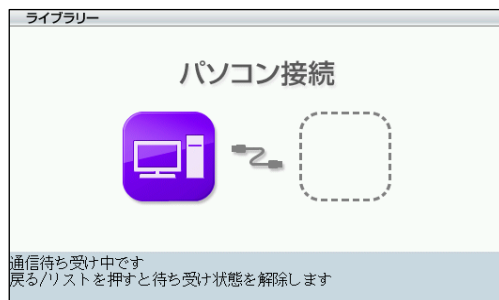 ライブラリー
パソコン接続
通信待ち受け中です
戻る/リストを押すと待ち受け状態を解除します